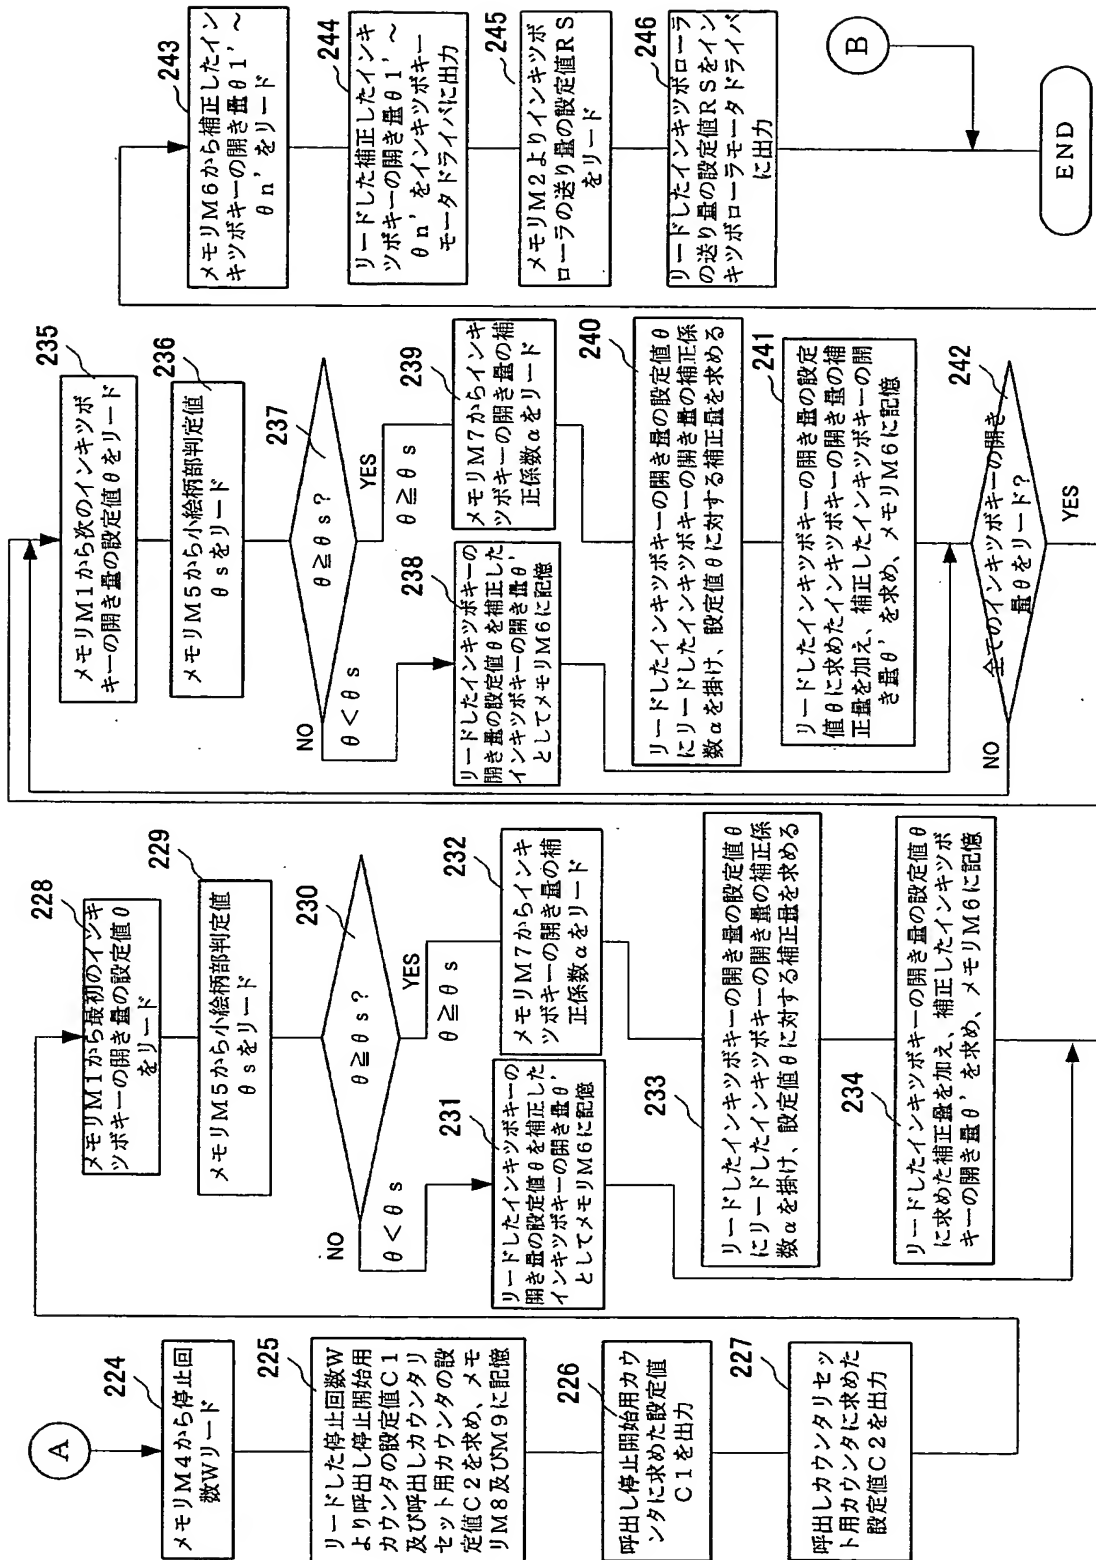 A
224
メモリM4から停止回
数Wリード
225
リードした停止回数W
より呼出し停止開始用
カウンタの設定値C1
及び呼出しカウンタリ
セット用カウンタの設
定値C2を求め、メモ
リM8及びM9に記憶
226
呼出し停止開始用カウ
ンタに求めた設定値
C1を出力
227
呼出しカウンタリセッ
ト用カウンタに求めた
設定値C2を出力
228
メモリM1から最初のインキ
ツボキーの開き量の設定値θ
をリード
229
メモリM5から小絵柄部判定値
θsをリード
230
θ≧θs?
NO
θ<θs
YES
θ≧θs
231
リードしたインキツボキーの
開き量の設定値θを補正した
インキツボキーの開き量θ'
としてメモリM6に記憶
232
メモリM7からインキ
ツボキーの開き量の補
正係数αをリード
233
リードしたインキツボキーの開き量の設定値θ
にリードしたインキツボキーの開き量の補正係
数αを掛け、設定値θに対する補正量を求める
234
リードしたインキツボキーの開き量の設定値θ
に求めた補正量を加え、補正したインキツボ
キーの開き量θ'を求め、メモリM6に記憶
235
メモリM1から次のインキツボ
キーの開き量の設定値θをリード
236
メモリM5から小絵柄部判定値
θsをリード
237
θ≧θs?
NO
θ<θs
YES
θ≧θs
238
リードしたインキツボキーの
開き量の設定値θを補正した
インキツボキーの開き量θ'
としてメモリM6に記憶
239
メモリM7からインキ
ツボキーの開き量の補
正係数αをリード
240
リードしたインキツボキーの開き量の設定値θ
にリードしたインキツボキーの開き量の補正係
数αを掛け、設定値θに対する補正量を求める
241
リードしたインキツボキーの開き量の設定
値θに求めたインキツボキーの開き量の補
正量を加え、補正したインキツボキーの開
き量θ'を求め、メモリM6に記憶
242
全てのインキツボキーの開き
量θをリード?
NO
YES
243
メモリM6から補正したイン
キツボキーの開き量θ1'~
θn'をリード
244
リードした補正したインキ
ツボキーの開き量θ1'~
θn'をインキツボキー
モータドライバに出力
245
メモリM2よりインキツボ
ローラの送り量の設定値RS
をリード
246
リードしたインキツボローラ
の送り量の設定値RSをイン
キツボローラモータドライバ
に出力
B
END